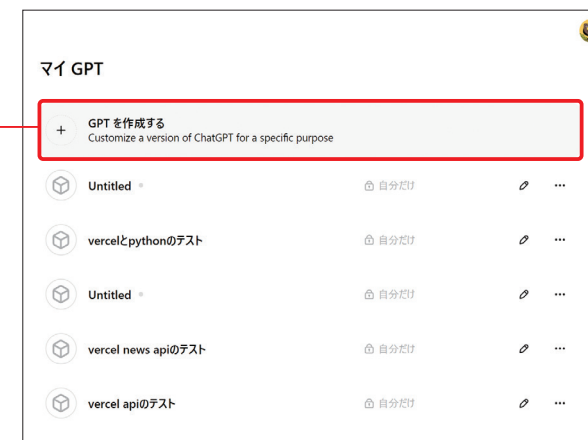 マイ GPT
GPT を作成する
Customize a version of ChatGPT for a specific purpose
Untitled
自分だけ
vercelとpythonのテスト
自分だけ
Untitled
自分だけ
vercel news apiのテスト
自分だけ
vercel apiのテスト
自分だけ